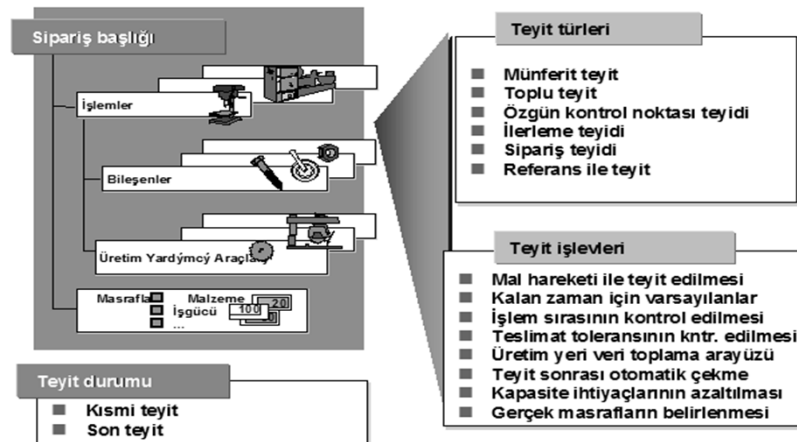 Sipariş başlığı
İşlemler
Bileşenler
Üretim Yardýmcý Araçları
Masrafla
Malzeme
İşgücü
...
20
100
Teyit durumu
Kısmi teyit
Son teyit
Teyit türleri
Münferit teyit
Toplu teyit
Özgün kontrol noktası teyidi
İlerleme teyidi
Sipariş teyidi
Referans ile teyit
Teyit işlevleri
Mal hareketi ile teyit edilmesi
Kalan zaman için varsayılanlar
İşlem sırasının kontrol edilmesi
Teslimat toleransının kntr. edilmesi
Üretim yeri veri toplama arayüzü
Teyit sonrası otomatik çekme
Kapasite ihtiyaçlarının azaltılması
Gerçek masrafların belirlenmesi